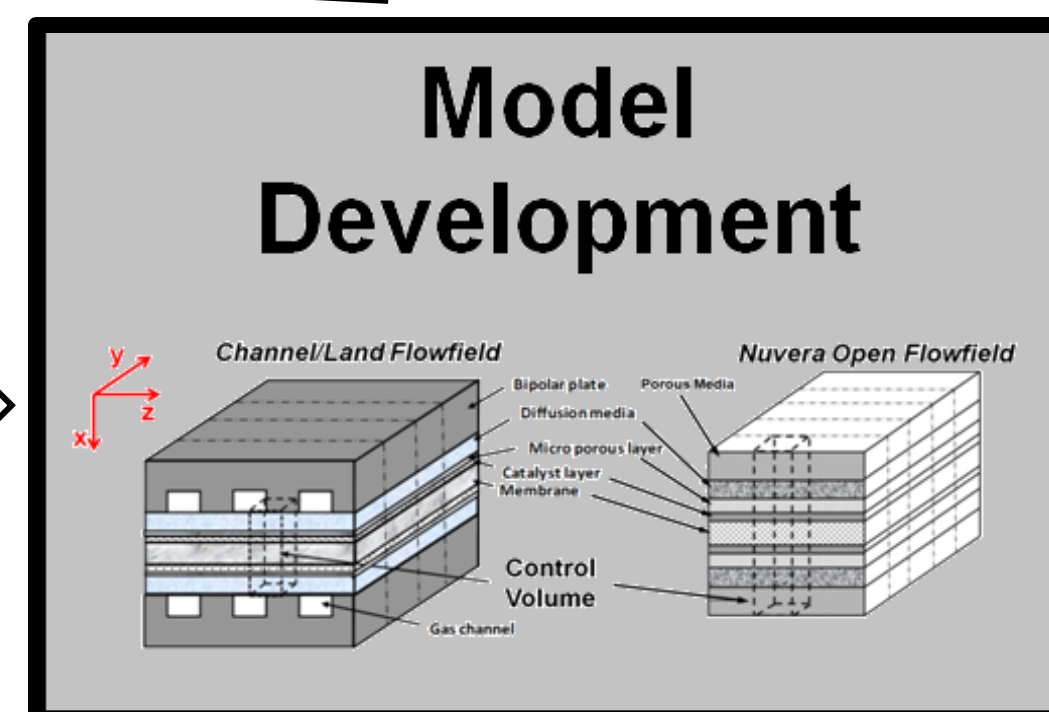 Model
Development
Channel/Land Flowfield
Nuvera Open Flowfield
y
z
x
Bipolar plate
Porous Media
Diffusion media
Micro porous layer
Catalyst layer
Membrane
Control
Volume
Gas channel